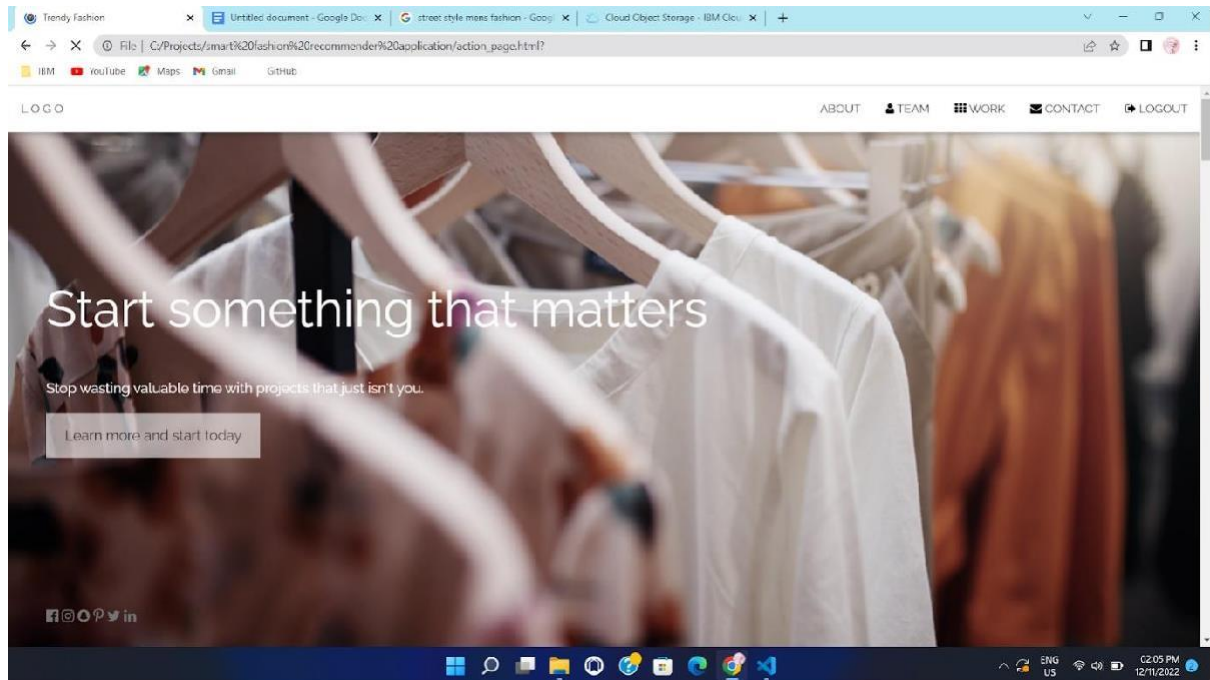 Trendy Fashion
Untitled document - Google Doc
street style mens fashion - Googl
Cloud Object Storage - IBM Clou
File | C:/Projects/smart%20fashion%20recommender%20application/action_page.html?
IBM YouTube Maps Gmail GitHub
LOGO
ABOUT TEAM WORK CONTACT LOGOUT
Start something that matters
Stop wasting valuable time with projects that just isn't you.
Learn more and start today
ENG
US
02:05 PM
12/11/2022